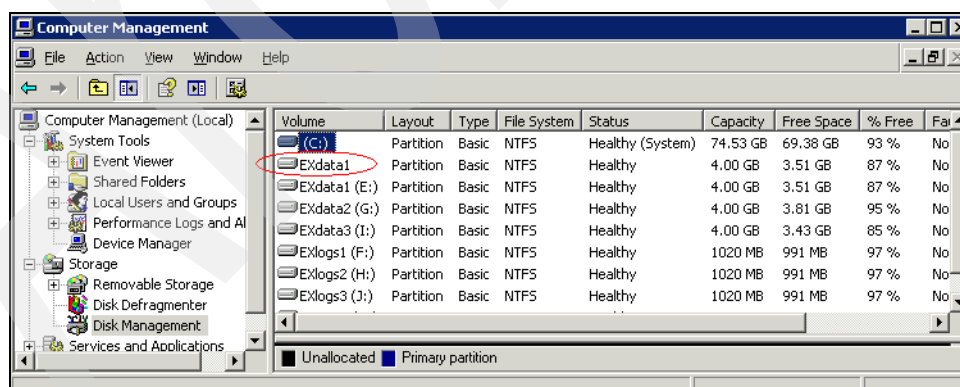 Computer Management
File Action View Window Help
Computer Management (Local)
System Tools
Event Viewer
Shared Folders
Local Users and Groups
Performance Logs and Al
Device Manager
Storage
Removable Storage
Disk Defragmenter
Disk Management
Services and Applications
Volume Layout Type File System Status Capacity Free Space % Free Fau
(C:) Partition Basic NTFS Healthy (System) 74.53 GB 69.38 GB 93 % No
EXdata1 Partition Basic NTFS Healthy 4.00 GB 3.51 GB 87 % No
EXdata1 (E:) Partition Basic NTFS Healthy 4.00 GB 3.51 GB 87 % No
EXdata2 (G:) Partition Basic NTFS Healthy 4.00 GB 3.81 GB 95 % No
EXdata3 (I:) Partition Basic NTFS Healthy 4.00 GB 3.43 GB 85 % No
EXlogs1 (F:) Partition Basic NTFS Healthy 1020 MB 991 MB 97 % No
EXlogs2 (H:) Partition Basic NTFS Healthy 1020 MB 991 MB 97 % No
EXlogs3 (J:) Partition Basic NTFS Healthy 1020 MB 991 MB 97 % No
Unallocated Primary partition